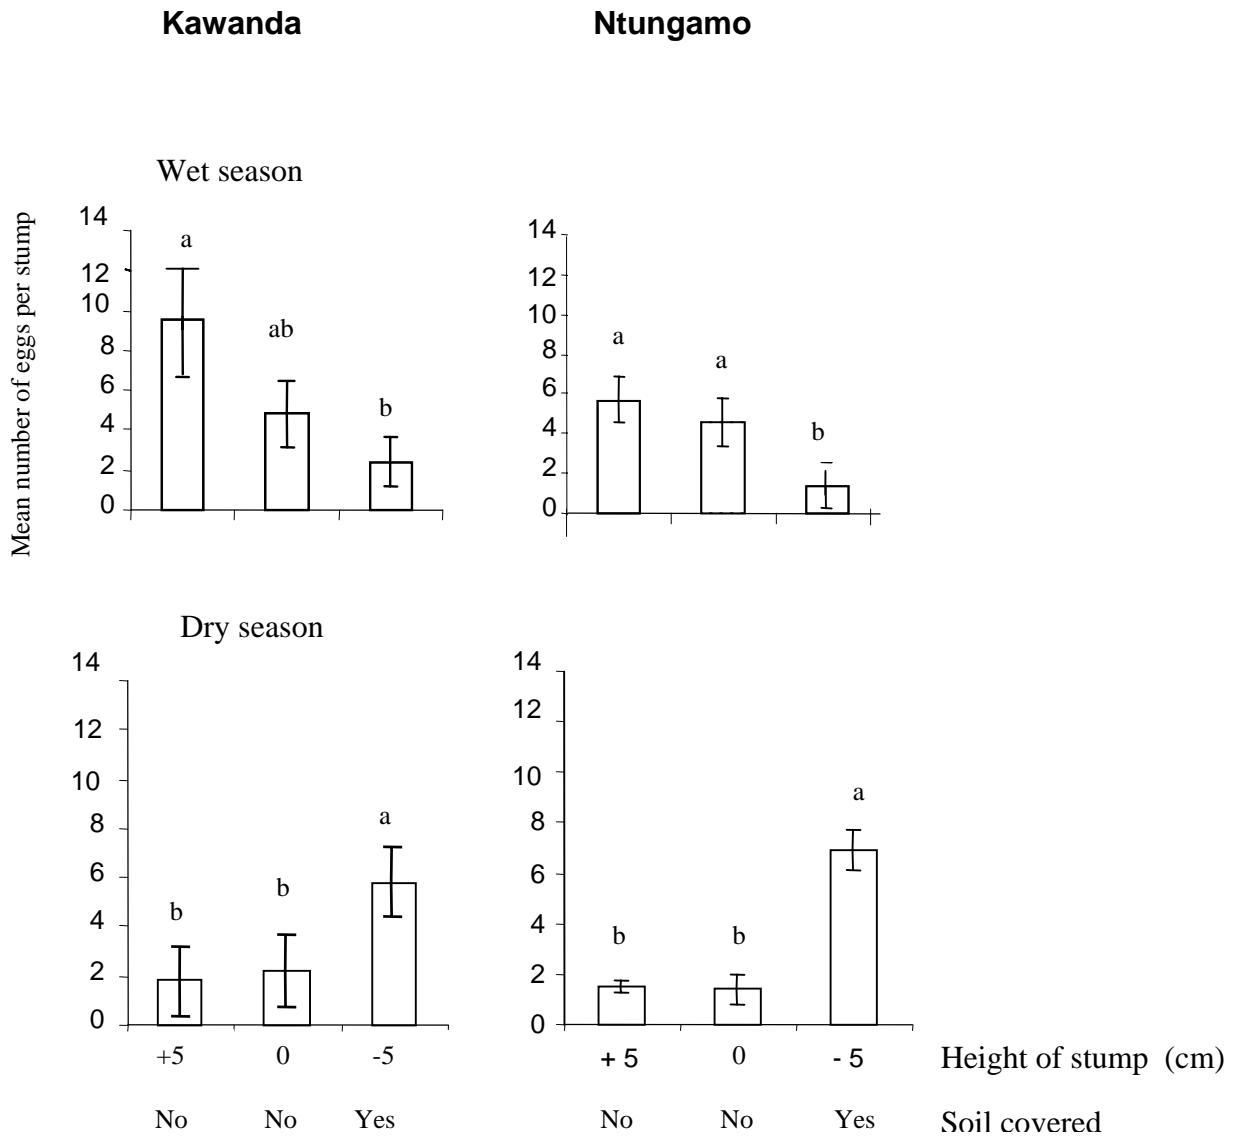 Kawanda Ntungamo
Wet season
Mean number of eggs per stump
14
12
10
8
6
4
2
0
a
ab
b
14
12
10
8
6
4
2
0
a
a
b
Dry season
14
12
10
8
6
4
2
0
b
b
a
14
12
10
8
6
4
2
0
b
b
a
+5 0 -5 + 5 0 - 5 Height of stump (cm)
No No Yes No No Yes Soil covered